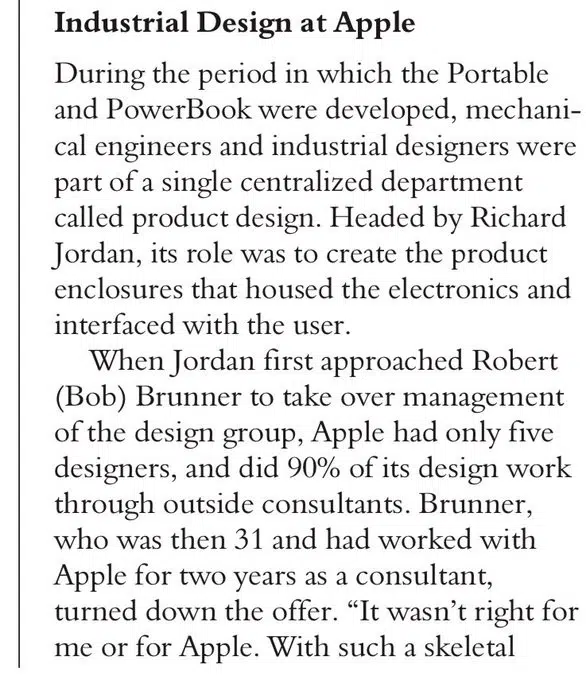 Industrial Design at Apple
During the period in which the Portable
and PowerBook were developed, mechani-
cal engineers and industrial designers were
part of a single centralized department
called product design. Headed by Richard
Jordan, its role was to create the product
enclosures that housed the electronics and
interfaced with the user.
When Jordan first approached Robert
(Bob) Brunner to take over management
of the design group, Apple had only five
designers, and did 90% of its design work
through outside consultants. Brunner,
who was then 31 and had worked with
Apple for two years as a consultant,
turned down the offer. “It wasn’t right for
me or for Apple. With such a skeletal